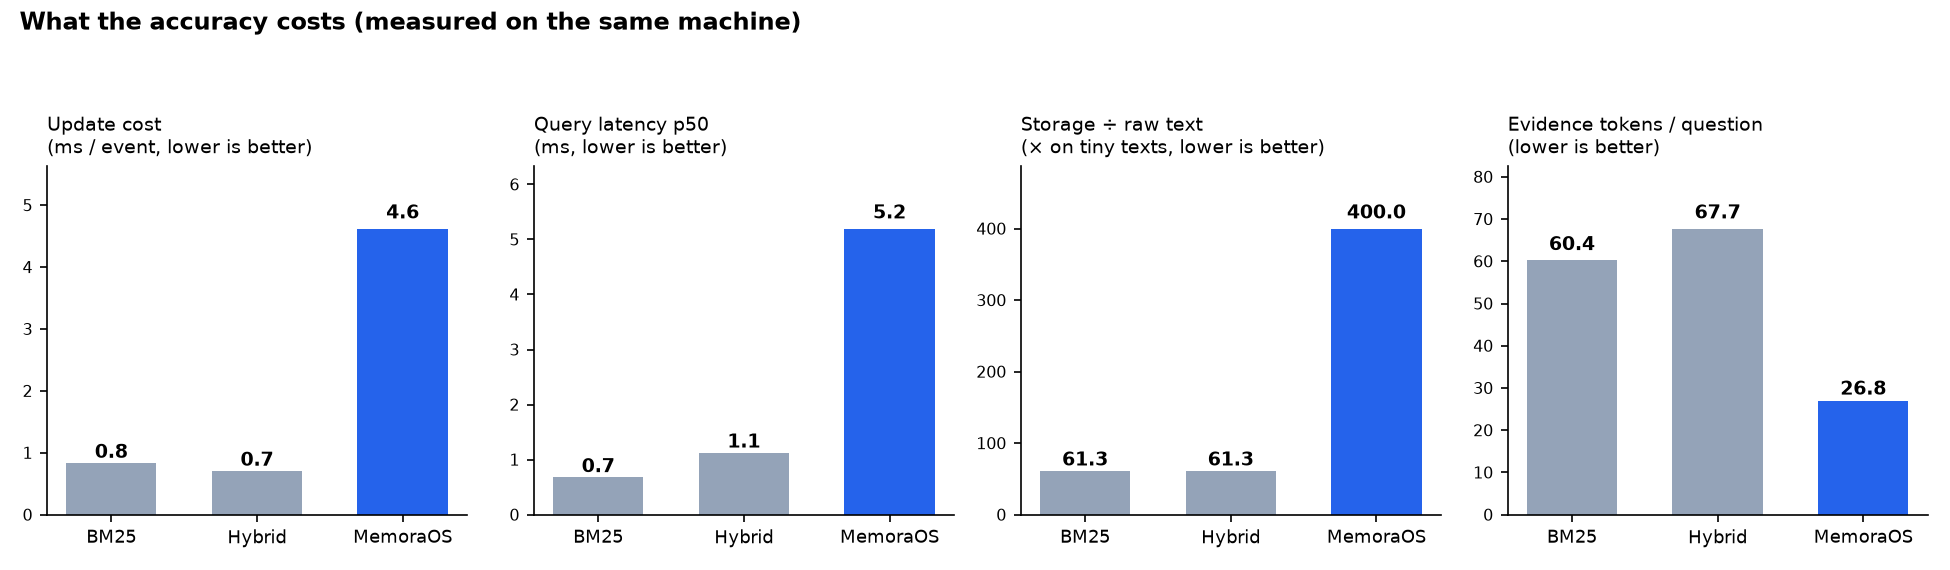 What the accuracy costs (measured on the same machine)
Update cost
(ms / event, lower is better)
5
4
3
2
1
0
0.8
0.7
4.6
BM25
Hybrid
MemoraOS
Query latency p50
(ms, lower is better)
6
5
4
3
2
1
0
0.7
1.1
5.2
BM25
Hybrid
MemoraOS
Storage ÷ raw text
(× on tiny texts, lower is better)
400
300
200
100
0
61.3
61.3
400.0
BM25
Hybrid
MemoraOS
Evidence tokens / question
(lower is better)
80
70
60
50
40
30
20
10
0
60.4
67.7
26.8
BM25
Hybrid
MemoraOS